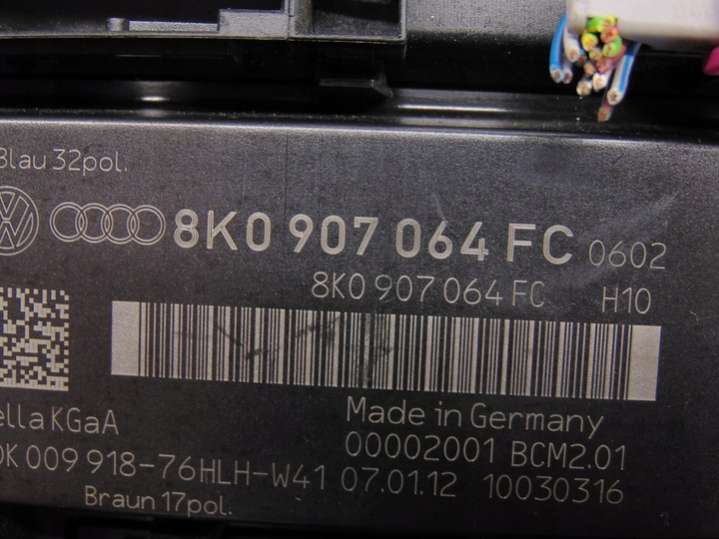 Blau 32pol.
8K0 907 064 FC 0602
8K0 907 064 FC H10
Made in Germany
KGaA
00002001 BCM2.01
009 918-76HLH-W41 07.01.12 10030316
Braun 17pol.